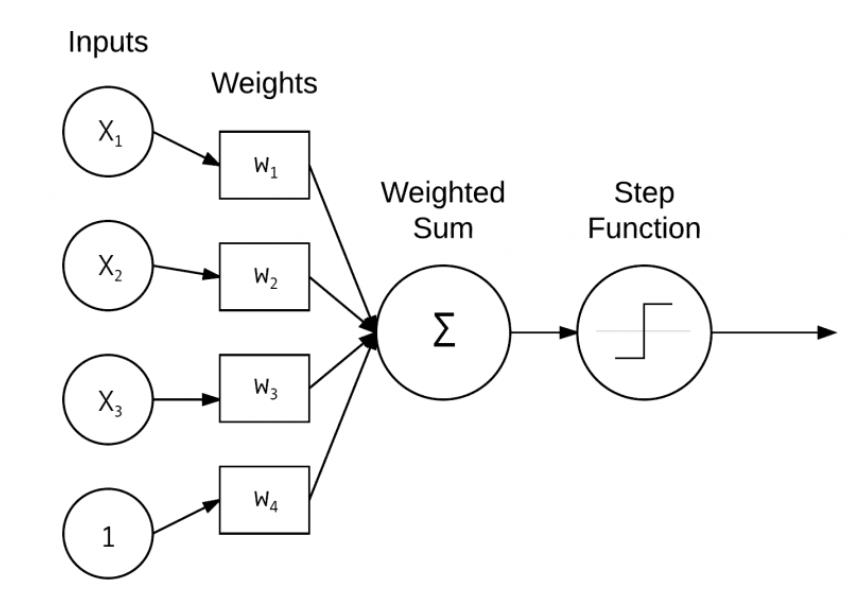 Inputs
Weights
X₁
W₁
Weighted
Sum
Step
Function
X₂
W₂
Σ
X₃
W₃
1
W₄